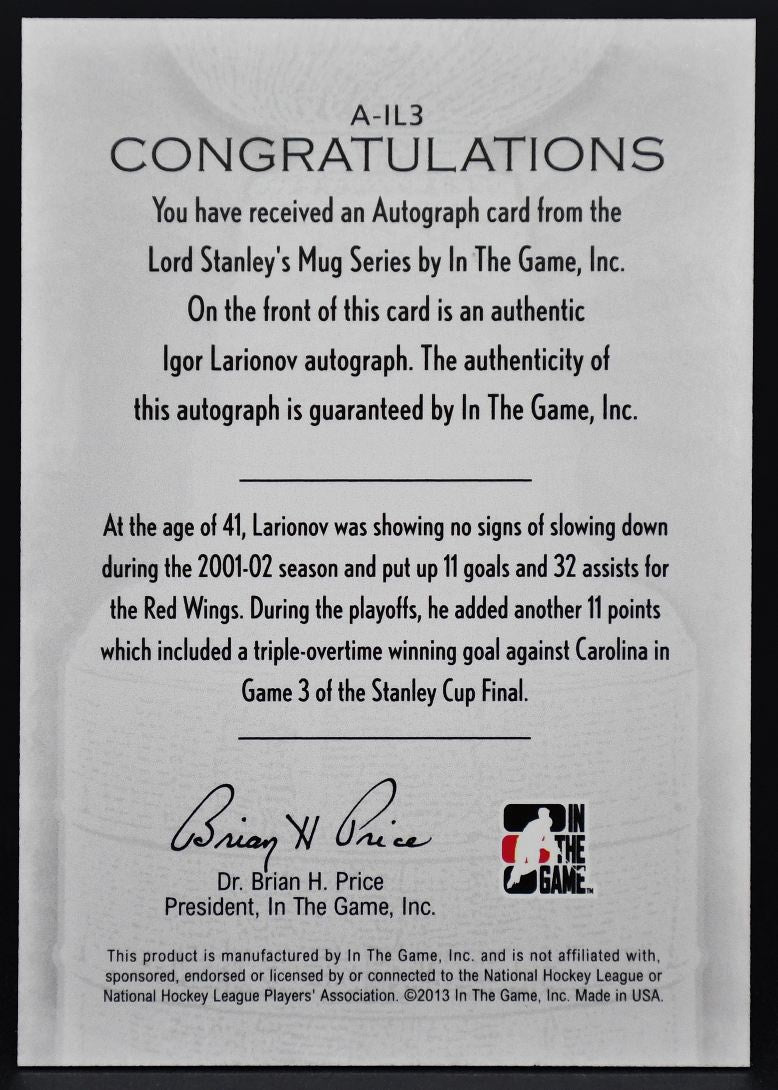 A-IL3
CONGRATULATIONS
You have received an Autograph card from the
Lord Stanley's Mug Series by In The Game, Inc.
On the front of this card is an authentic
Igor Larionov autograph. The authenticity of
this autograph is guaranteed by In The Game, Inc.
At the age of 41, Larionov was showing no signs of slowing down
during the 2001-02 season and put up 11 goals and 32 assists for
the Red Wings. During the playoffs, he added another 11 points
which included a triple-overtime winning goal against Carolina in
Game 3 of the Stanley Cup Final.
Brian H Price
Dr. Brian H. Price
President, In The Game, Inc.
IN
THE
GAME™
This product is manufactured by In The Game, Inc. and is not affiliated with,
sponsored, endorsed or licensed by or connected to the National Hockey League or
National Hockey League Players' Association. ©2013 In The Game, Inc. Made in USA.